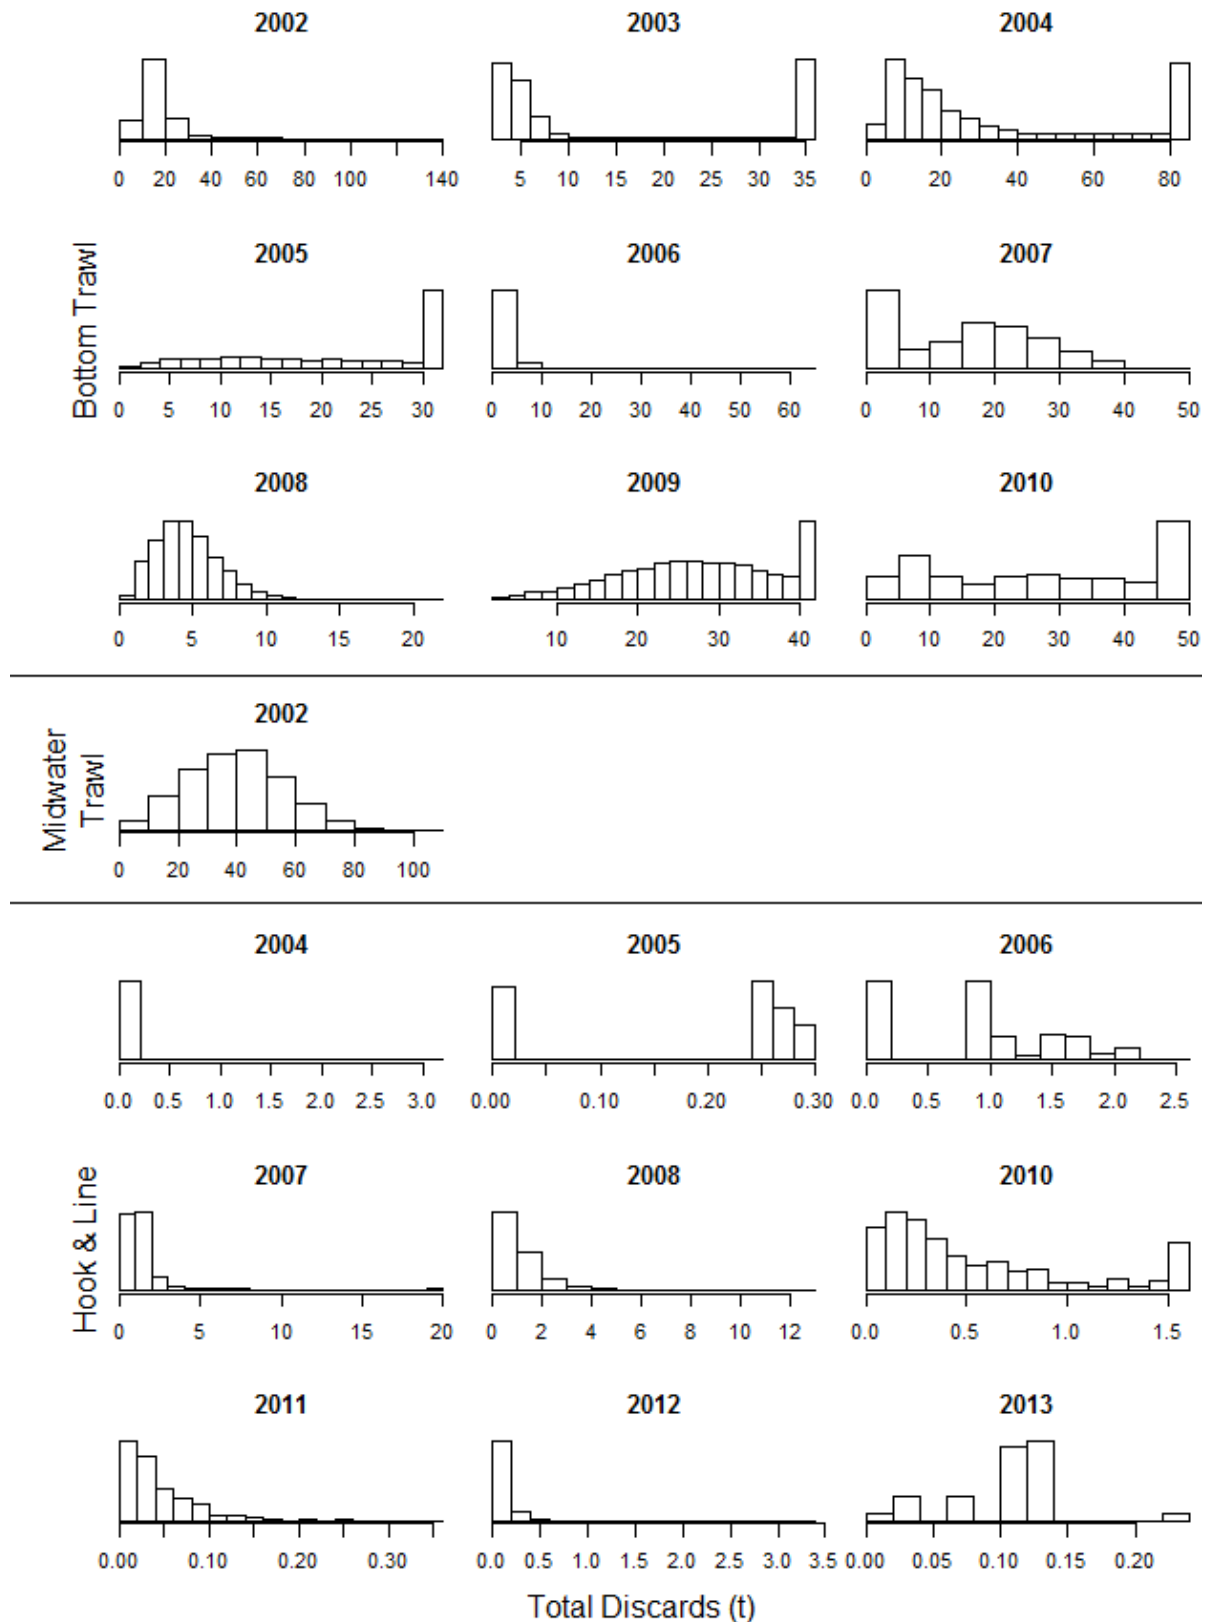 2002 2003 2004
0 20 40 60 80 100 140 5 10 15 20 25 30 35 0 20 40 60 80
Bottom Trawl
2005 2006 2007
0 5 10 15 20 25 30 0 10 20 30 40 50 60 0 10 20 30 40 50
2008 2009 2010
0 5 10 15 20 10 20 30 40 0 10 20 30 40 50
Midwater
Trawl
2002
0 20 40 60 80 100
2004 2005 2006
0.0 0.5 1.0 1.5 2.0 2.5 3.0 0.00 0.10 0.20 0.30 0.0 0.5 1.0 1.5 2.0 2.5
Hook & Line
2007 2008 2010
0 5 10 15 20 0 2 4 6 8 10 12 0.0 0.5 1.0 1.5
2011 2012 2013
0.00 0.10 0.20 0.30 0.0 0.5 1.0 1.5 2.0 2.5 3.0 3.5 0.00 0.05 0.10 0.20
Total Discards (t)